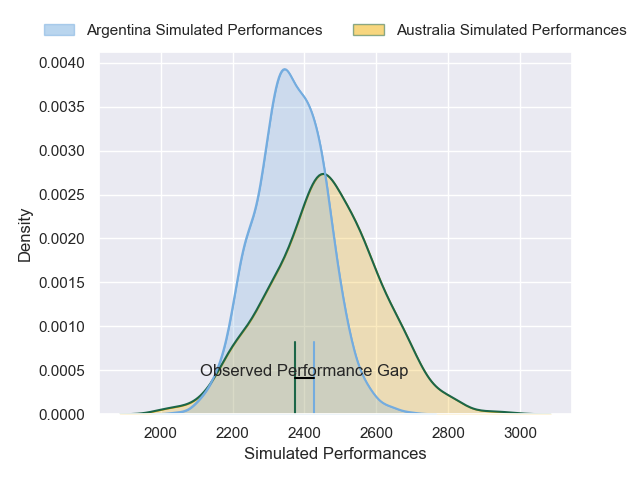 Argentina Simulated Performances Australia Simulated Performances
0.0040
0.0035
0.0030
0.0025
0.0020
0.0015
0.0010
0.0005
0.0000
Density
Observed Performance Gap
2000 2200 2400 2600 2800 3000
Simulated Performances